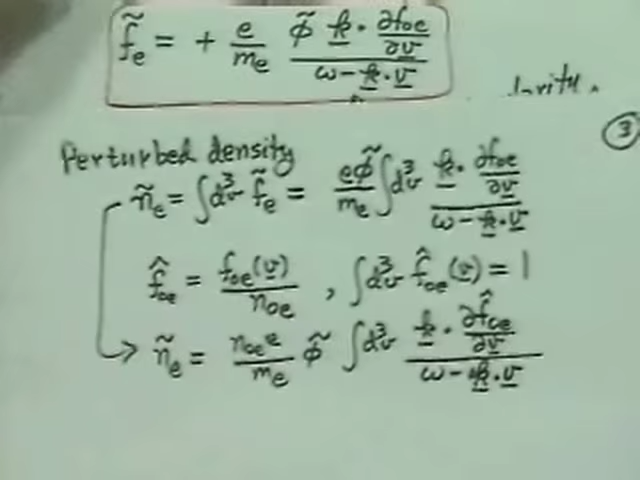 f̃e = + e/me φ̃ k · ∂foe/∂v / ω − k · v
③
Perturbed density
ñe = ∫d³v f̃e = eφ̃/me ∫d³v k · ∂foe/∂v / ω − k · v
f̂oe = foe(v)/noe , ∫d³v f̂oe(v) = 1
ñe = noe e/me φ̃ ∫d³v k · ∂f̂oe/∂v / ω − k · v